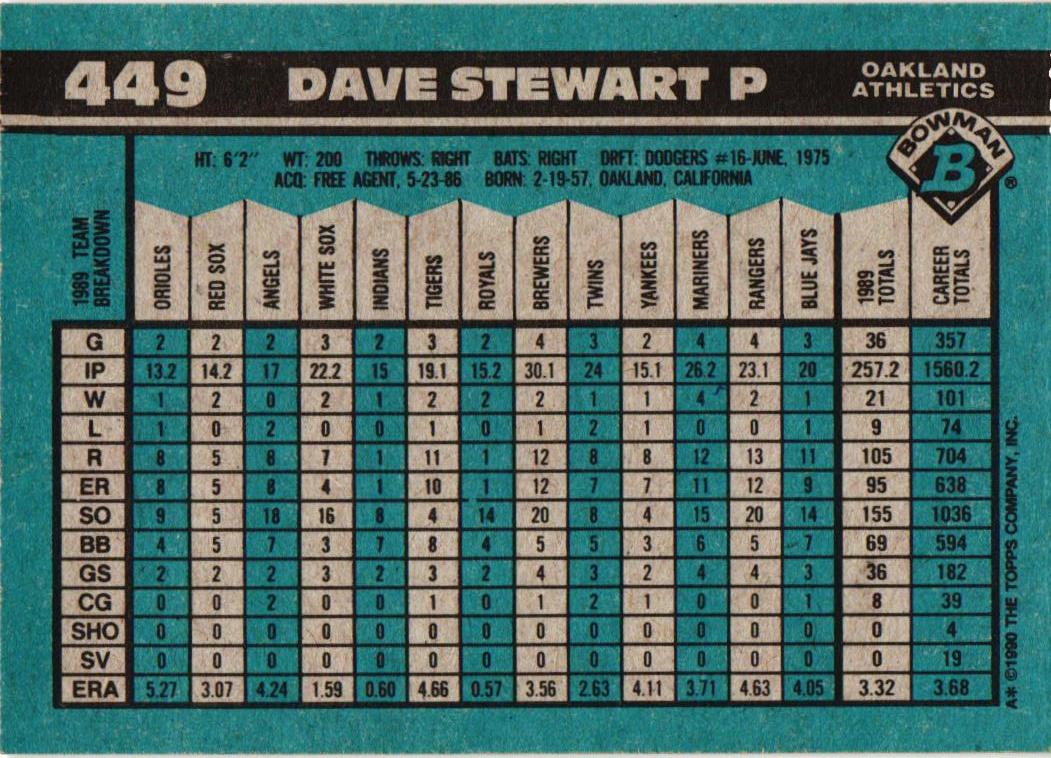 449 DAVE STEWART P OAKLAND ATHLETICS
BOWMAN B ®
HT: 6'2" WT: 200 THROWS: RIGHT BATS: RIGHT DRFT: DODGERS #16-JUNE, 1975
ACQ: FREE AGENT, 5-23-86 BORN: 2-19-57, OAKLAND, CALIFORNIA
1989 TEAM BREAKDOWN ORIOLES RED SOX ANGELS WHITE SOX INDIANS TIGERS ROYALS BREWERS TWINS YANKEES MARINERS RANGERS BLUE JAYS 1989 TOTALS CAREER TOTALS
G 2 2 2 3 2 3 2 4 3 2 4 4 3 36 357
IP 13.2 14.2 17 22.2 15 19.1 15.2 30.1 24 15.1 26.2 23.1 20 257.2 1560.2
W 1 2 0 2 1 2 2 2 1 1 4 2 1 21 101
L 1 0 2 0 0 1 0 1 2 1 0 0 1 9 74
R 8 5 8 7 1 11 1 12 8 8 12 13 11 105 704
ER 8 5 8 4 1 10 1 12 7 7 11 12 9 95 638
SO 9 5 18 16 8 4 14 20 8 4 15 20 14 155 1036
BB 4 5 7 3 7 8 4 5 5 3 6 5 7 69 594
GS 2 2 2 3 2 3 2 4 3 2 4 4 3 36 182
CG 0 0 2 0 0 1 0 1 2 1 0 0 1 8 39
SHO 0 0 0 0 0 0 0 0 0 0 0 0 0 0 4
SV 0 0 0 0 0 0 0 0 0 0 0 0 0 0 19
ERA 5.27 3.07 4.24 1.59 0.60 4.66 0.57 3.56 2.63 4.11 3.71 4.63 4.05 3.32 3.68
A* ©1990 THE TOPPS COMPANY, INC.